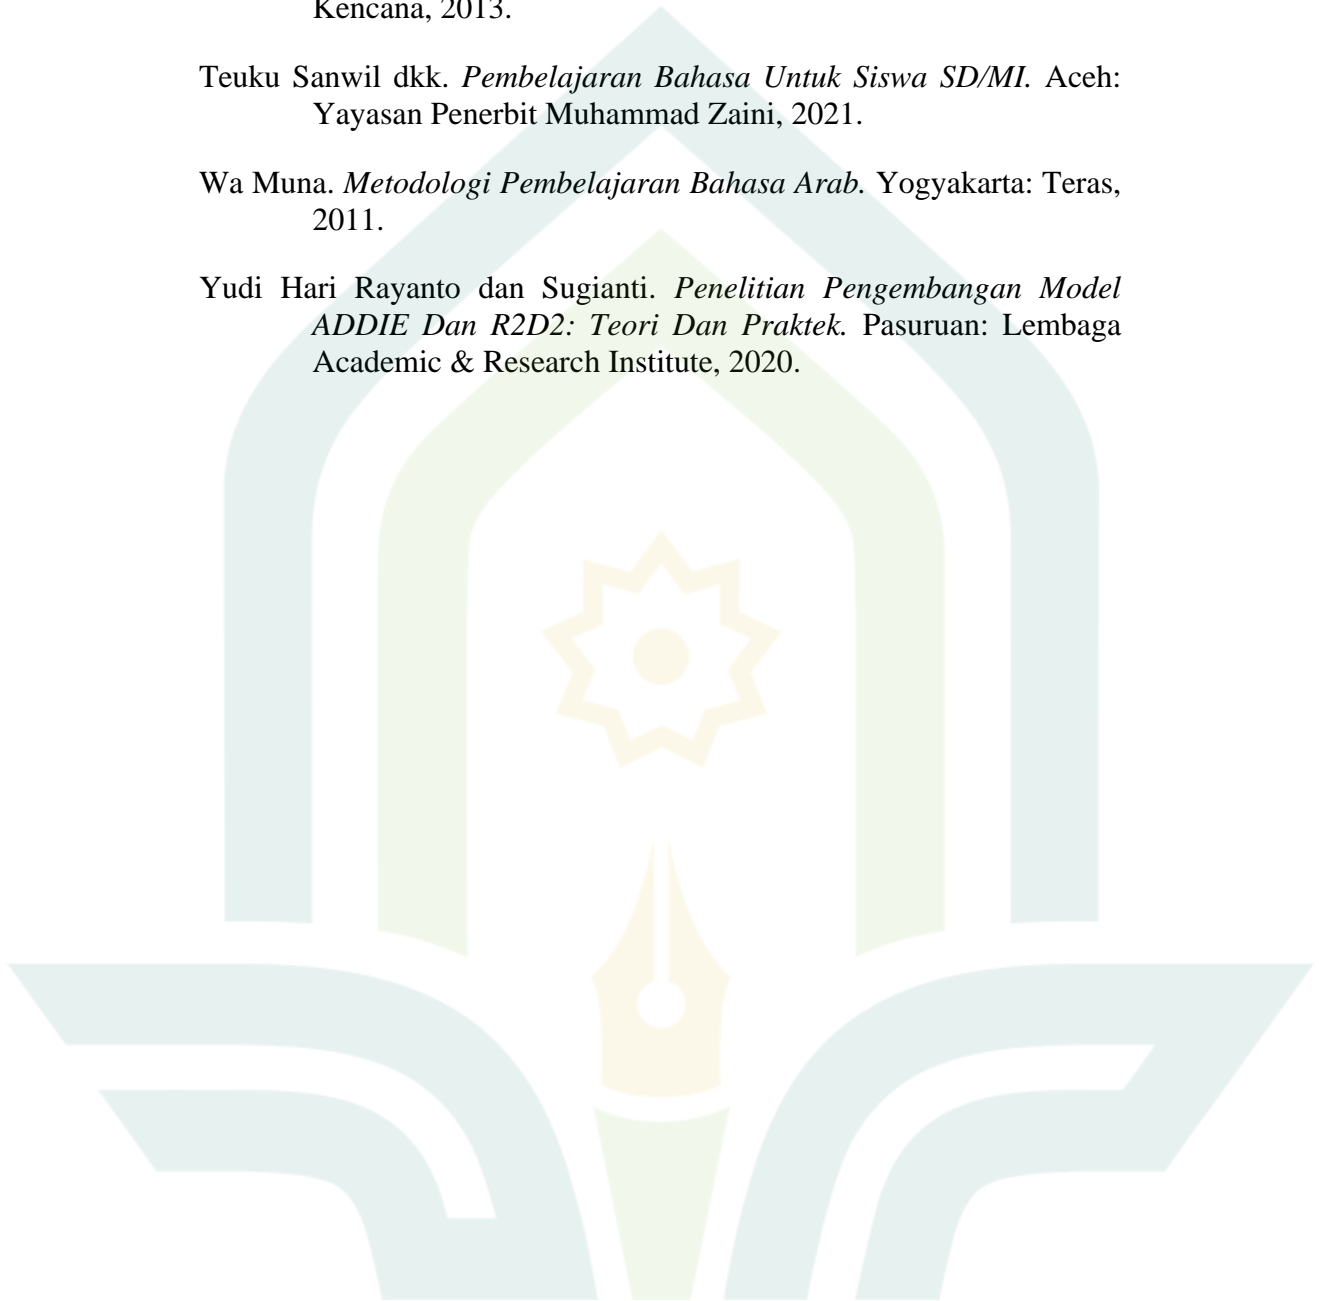 Kencana, 2013.
Teuku Sanwil dkk. Pembelajaran Bahasa Untuk Siswa SD/MI. Aceh:
Yayasan Penerbit Muhammad Zaini, 2021.
Wa Muna. Metodologi Pembelajaran Bahasa Arab. Yogyakarta: Teras,
2011.
Yudi Hari Rayanto dan Sugianti. Penelitian Pengembangan Model
ADDIE Dan R2D2: Teori Dan Praktek. Pasuruan: Lembaga
Academic & Research Institute, 2020.